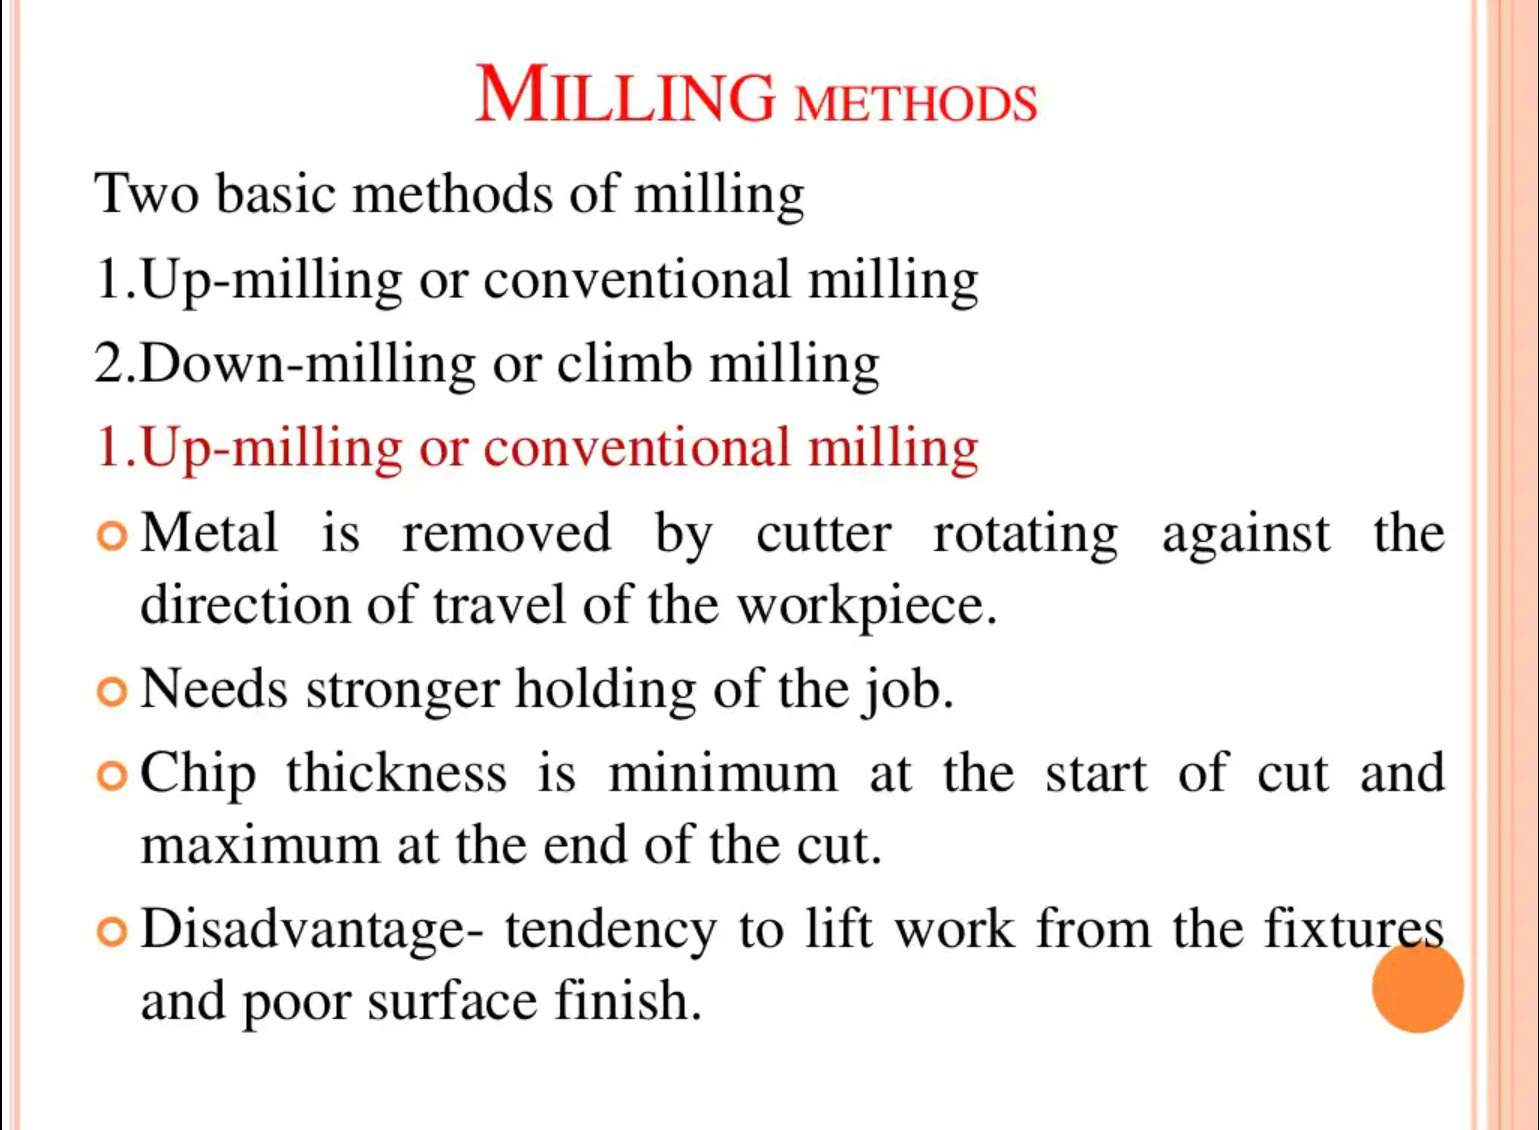 MILLING METHODS
Two basic methods of milling
1.Up-milling or conventional milling
2.Down-milling or climb milling
1.Up-milling or conventional milling
Metal is removed by cutter rotating against the
direction of travel of the workpiece.
Needs stronger holding of the job.
Chip thickness is minimum at the start of cut and
maximum at the end of the cut.
Disadvantage- tendency to lift work from the fixtures
and poor surface finish.